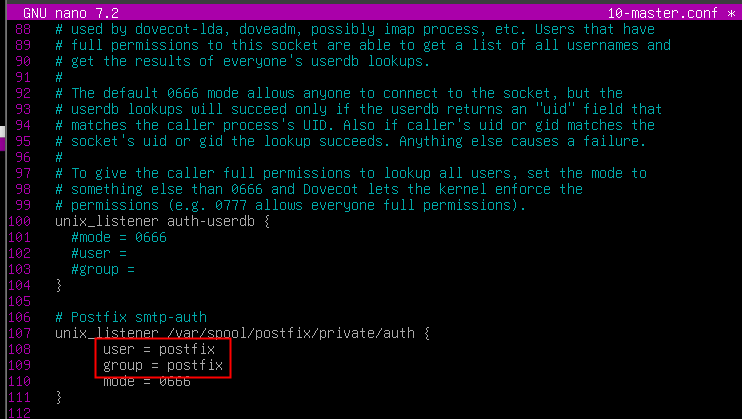 GNU nano 7.2 10-master.conf *
88 # used by dovecot-lda, doveadm, possibly imap process, etc. Users that have
89 # full permissions to this socket are able to get a list of all usernames and
90 # get the results of everyone's userdb lookups.
91 #
92 # The default 0666 mode allows anyone to connect to the socket, but the
93 # userdb lookups will succeed only if the userdb returns an "uid" field that
94 # matches the caller process's UID. Also if caller's uid or gid matches the
95 # socket's uid or gid the lookup succeeds. Anything else causes a failure.
96 #
97 # To give the caller full permissions to lookup all users, set the mode to
98 # something else than 0666 and Dovecot lets the kernel enforce the
99 # permissions (e.g. 0777 allows everyone full permissions).
100 unix_listener auth-userdb {
101 #mode = 0666
102 #user =
103 #group =
104 }
105
106 # Postfix smtp-auth
107 unix_listener /var/spool/postfix/private/auth {
108 user = postfix
109 group = postfix
110 mode = 0666
111 }
112